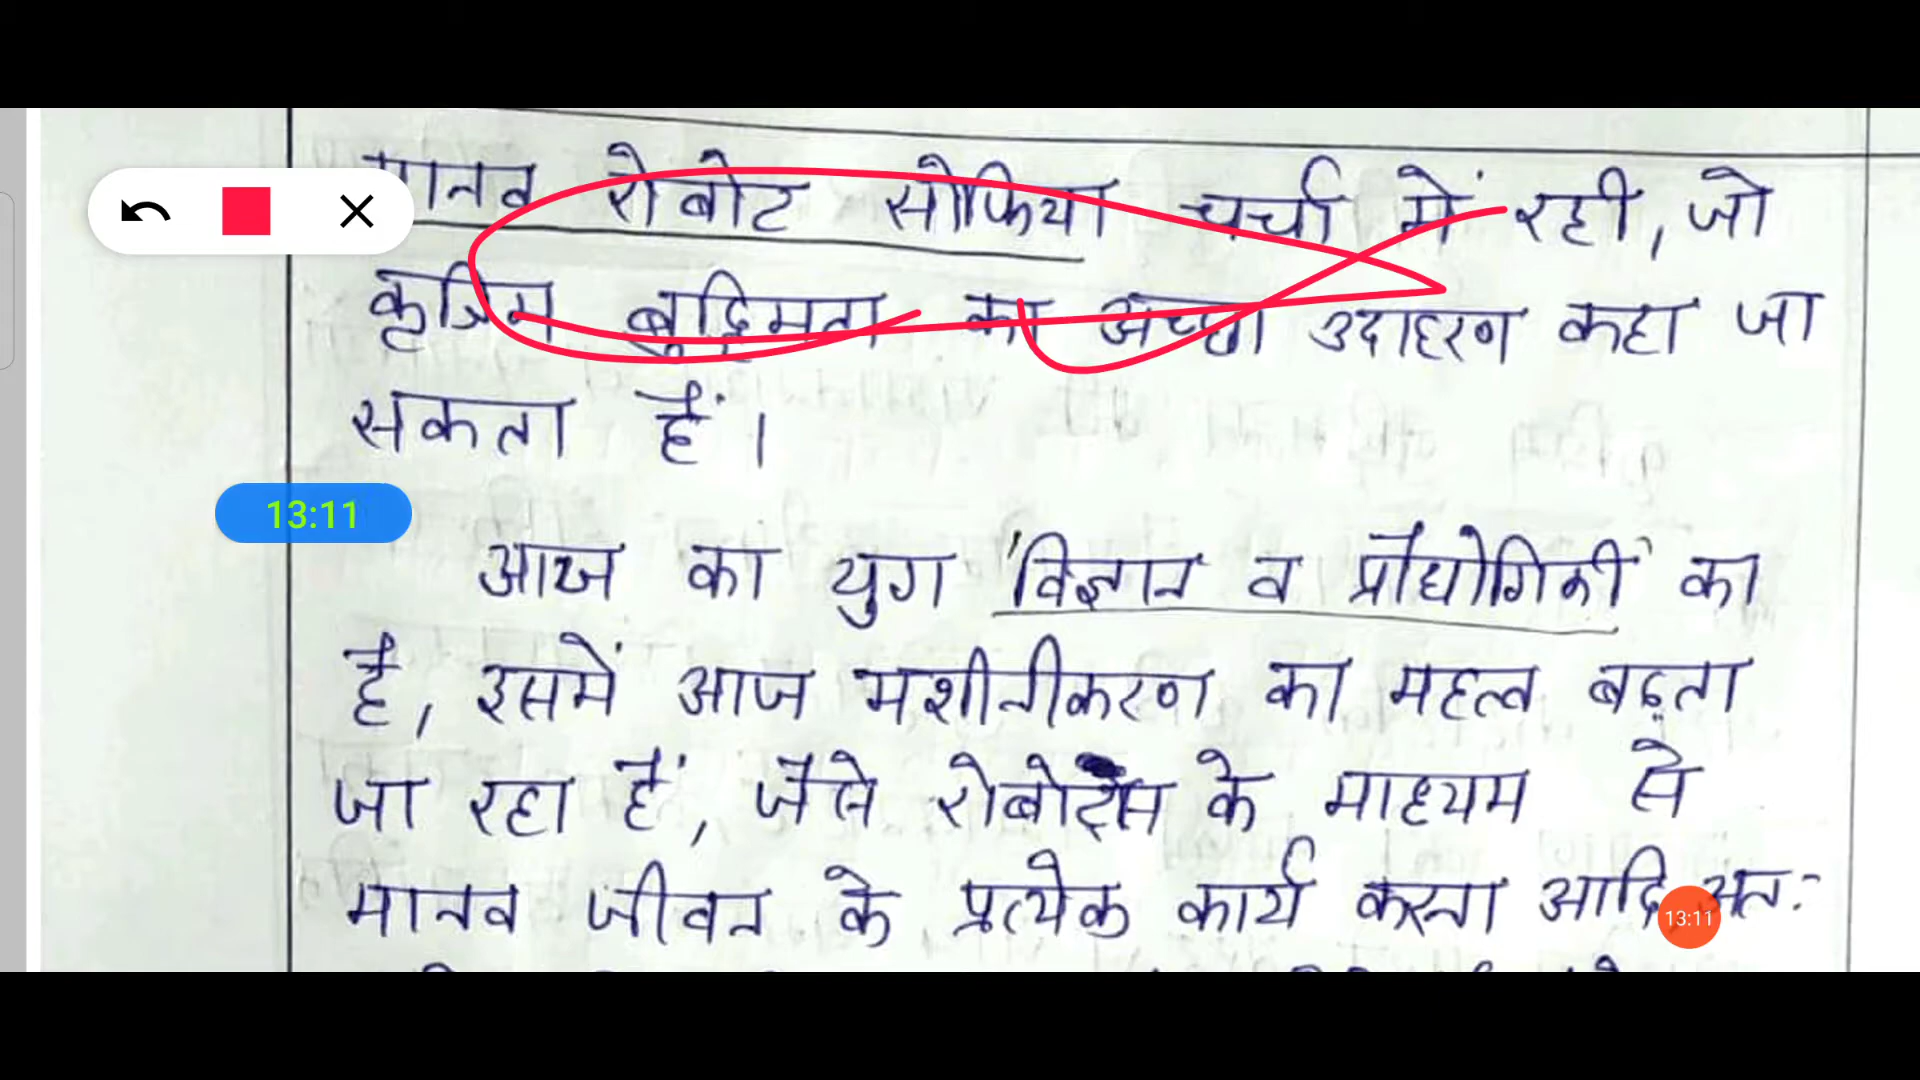 मानव रोबोट सोफिया चर्चा में रही, जो
कृत्रिम बुद्धिमता का अच्छा उदाहरण कहा जा
सकता हैं।
13:11
आज का युग 'विज्ञान व प्रौद्योगिकी' का
है, इसमें आज मशीनीकरण का महत्व बढ़ता
जा रहा हैं, जैसे रोबोट्स के माध्यम से
मानव जीवन के प्रत्येक कार्य करना आदि, अतः
13:11